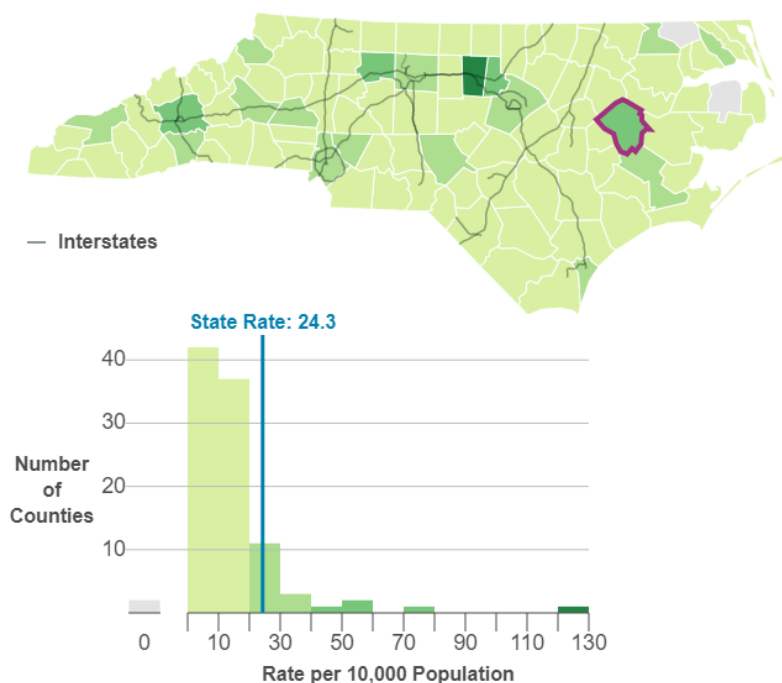 Interstates
State Rate: 24.3
40
30
20
10
Number
of
Counties
0 10 30 50 70 90 110 130
Rate per 10,000 Population